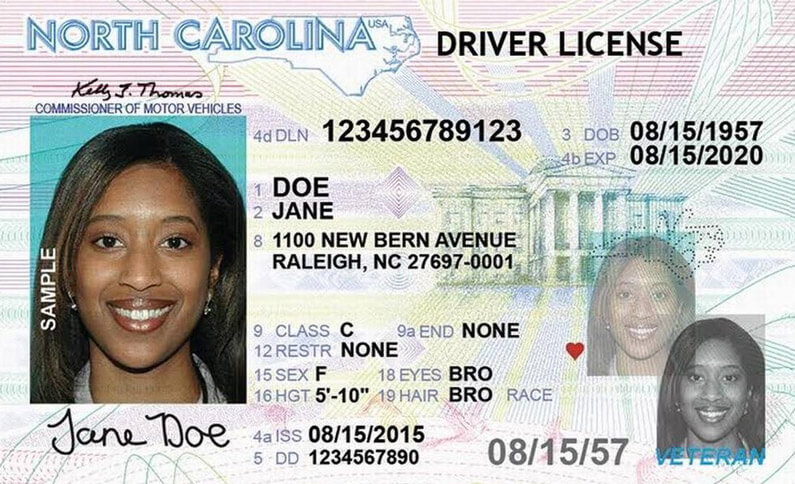 NORTH CAROLINA USA DRIVER LICENSE
Kelly J. Thomas
COMMISSIONER OF MOTOR VEHICLES
4d DLN 123456789123 3 DOB 08/15/1957
4b EXP 08/15/2020
1 DOE
2 JANE
8 1100 NEW BERN AVENUE
RALEIGH, NC 27697-0001
SAMPLE
9 CLASS C 9a END NONE
12 RESTR NONE
15 SEX F 18 EYES BRO
16 HGT 5'-10" 19 HAIR BRO RACE
Jane Doe
4a ISS 08/15/2015
5 DD 1234567890
08/15/57
VETERAN